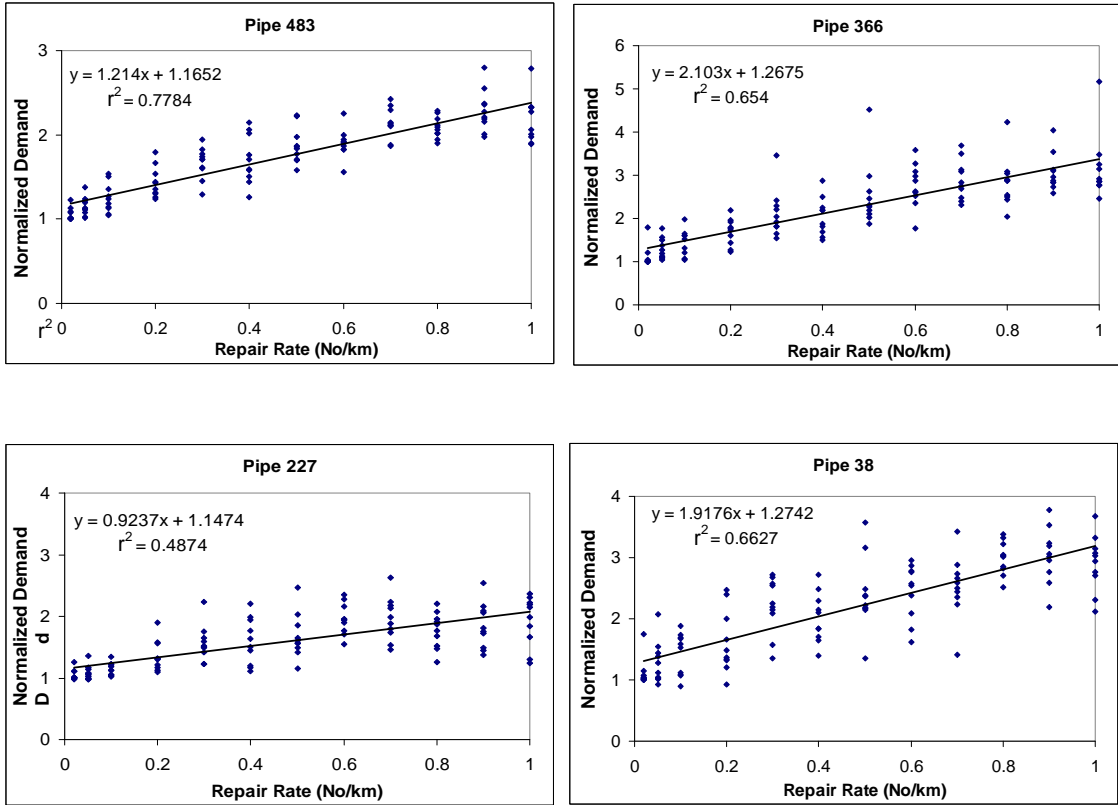 Pipe 483
3
2
1
0
Normalized Demand
y = 1.214x + 1.1652
r² = 0.7784
r² 0 0.2 0.4 0.6 0.8 1
Repair Rate (No/km)
Pipe 366
6
5
4
3
2
1
0
Normalized Demand
y = 2.103x + 1.2675
r² = 0.654
0 0.2 0.4 0.6 0.8 1
Repair Rate (No/km)
Pipe 227
4
3
2
1
0
Normalized Demand
D d d
y = 0.9237x + 1.1474
r² = 0.4874
0 0.2 0.4 0.6 0.8 1
Repair Rate (No/km)
Pipe 38
4
3
2
1
0
Normalized Demand
y = 1.9176x + 1.2742
r² = 0.6627
0 0.2 0.4 0.6 0.8 1
Repair Rate (No/km)